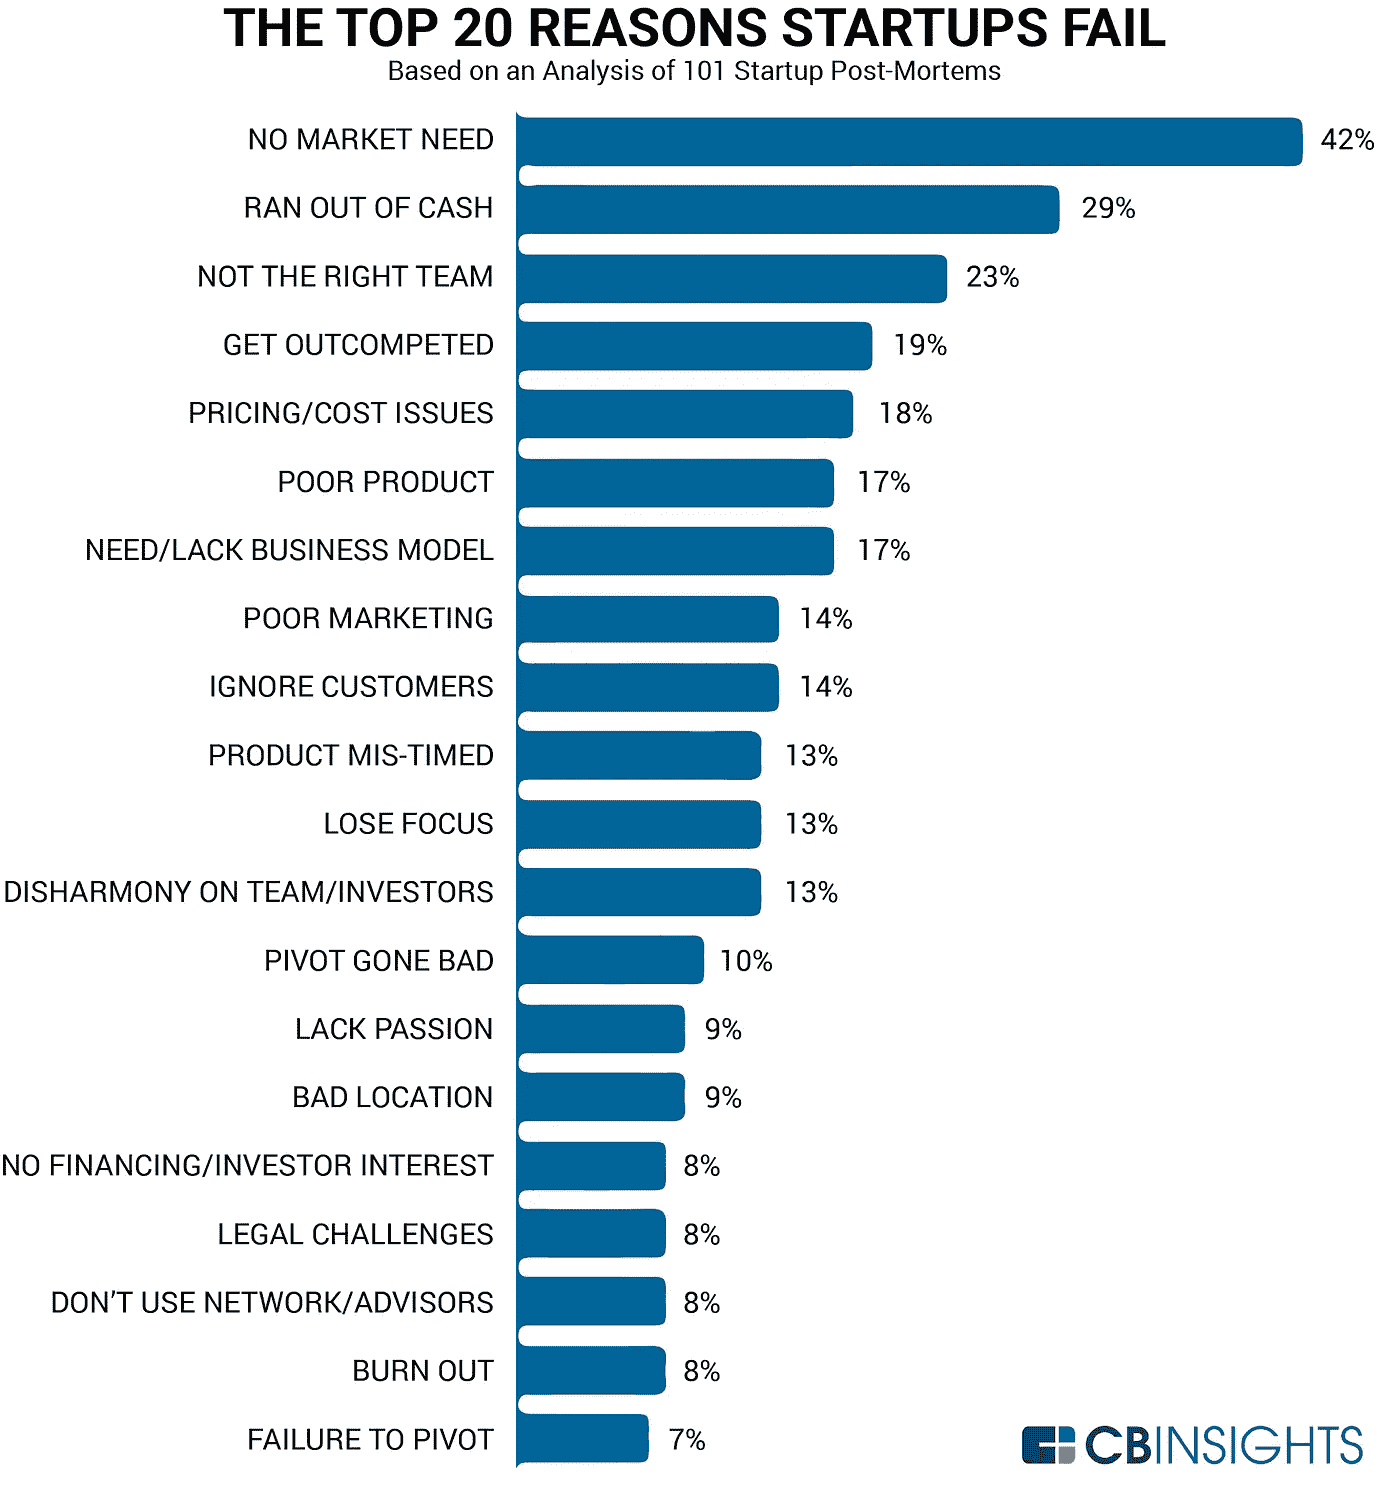 THE TOP 20 REASONS STARTUPS FAIL
Based on an Analysis of 101 Startup Post-Mortems
NO MARKET NEED 42%
RAN OUT OF CASH 29%
NOT THE RIGHT TEAM 23%
GET OUTCOMPETED 19%
PRICING/COST ISSUES 18%
POOR PRODUCT 17%
NEED/LACK BUSINESS MODEL 17%
POOR MARKETING 14%
IGNORE CUSTOMERS 14%
PRODUCT MIS-TIMED 13%
LOSE FOCUS 13%
DISHARMONY ON TEAM/INVESTORS 13%
PIVOT GONE BAD 10%
LACK PASSION 9%
BAD LOCATION 9%
NO FINANCING/INVESTOR INTEREST 8%
LEGAL CHALLENGES 8%
DON’T USE NETWORK/ADVISORS 8%
BURN OUT 8%
FAILURE TO PIVOT 7%
CBINSIGHTS